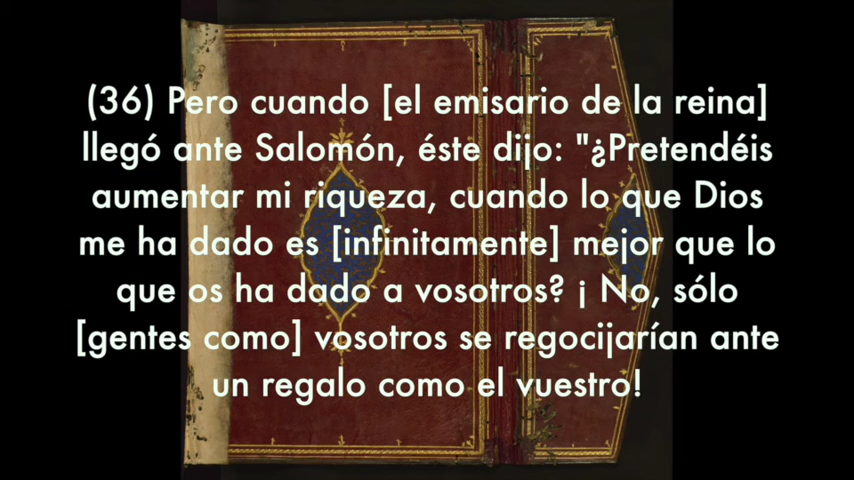 (36) Pero cuando [el emisario de la reina]
llegó ante Salomón, éste dijo: "¿Pretendéis
aumentar mi riqueza, cuando lo que Dios
me ha dado es [infinitamente] mejor que lo
que os ha dado a vosotros? ¡ No, sólo
[gentes como] vosotros se regocijarían ante
un regalo como el vuestro!